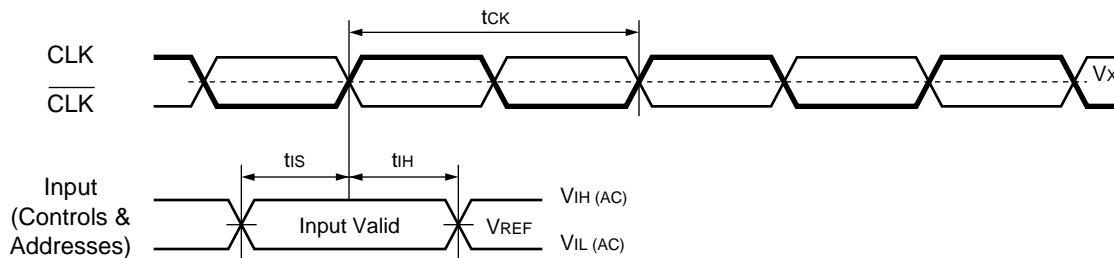 tCK
CLK
CLK
VX
tIS
tIH
Input
(Controls &
Addresses)
Input Valid
VREF
VIH (AC)
VIL (AC)